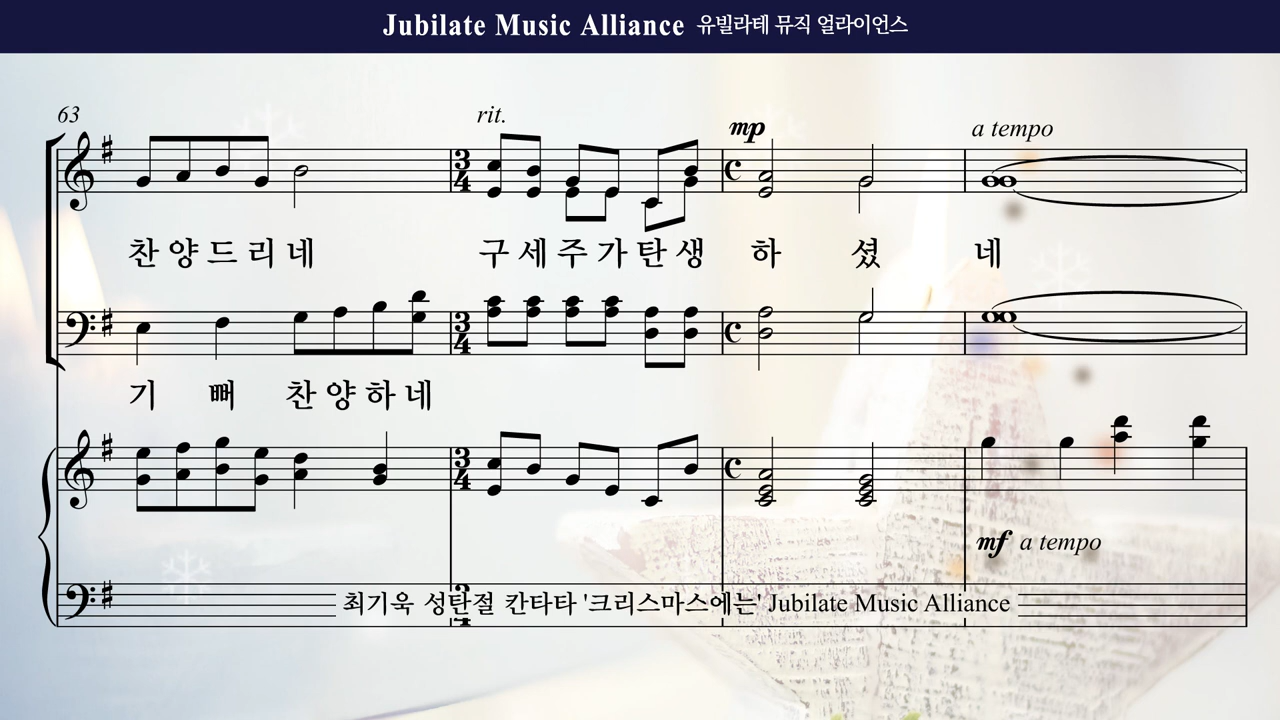 Jubilate Music Alliance 유빌라테 뮤직 얼라이언스
63
rit.
mp
a tempo
찬 양 드 리 네 구 세 주 가 탄 생 하 셨 네
기 뻐 찬 양 하 네
mf a tempo
최기욱 성탄절 칸타타 '크리스마스에는' Jubilate Music Alliance